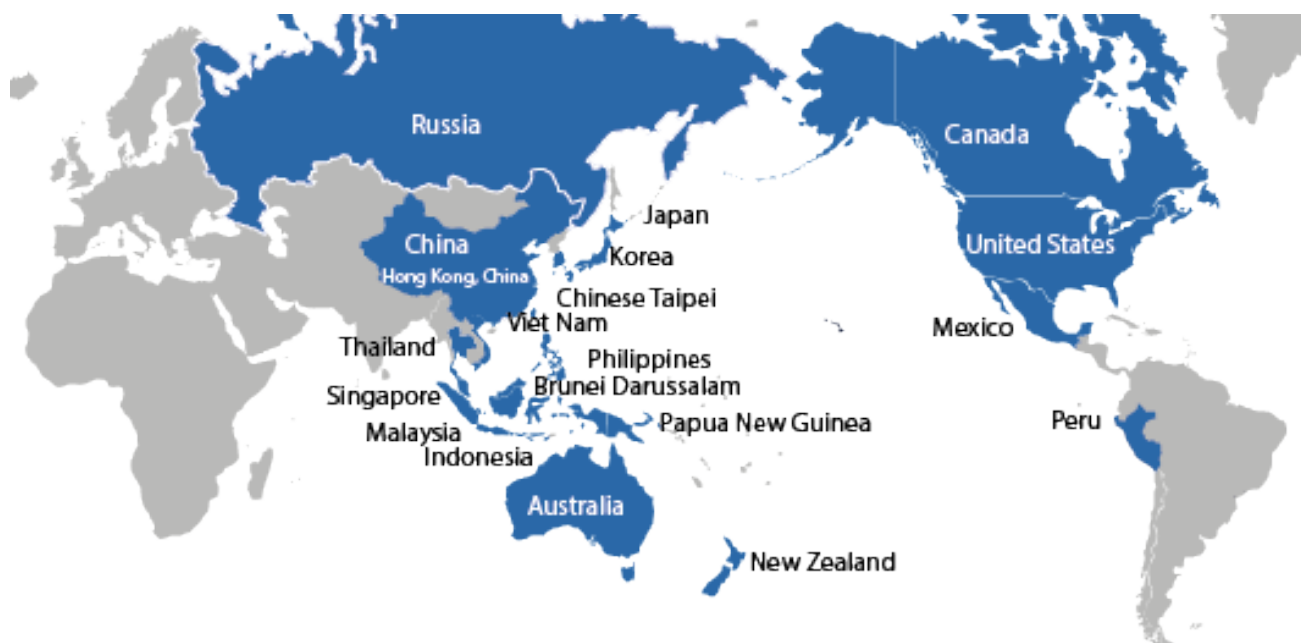 Russia
Canada
Japan
China
United States
Korea
Hong Kong, China
Chinese Taipei
Viet Nam
Mexico
Thailand
Philippines
Brunei Darussalam
Singapore
Papua New Guinea
Peru
Malaysia
Indonesia
Australia
New Zealand